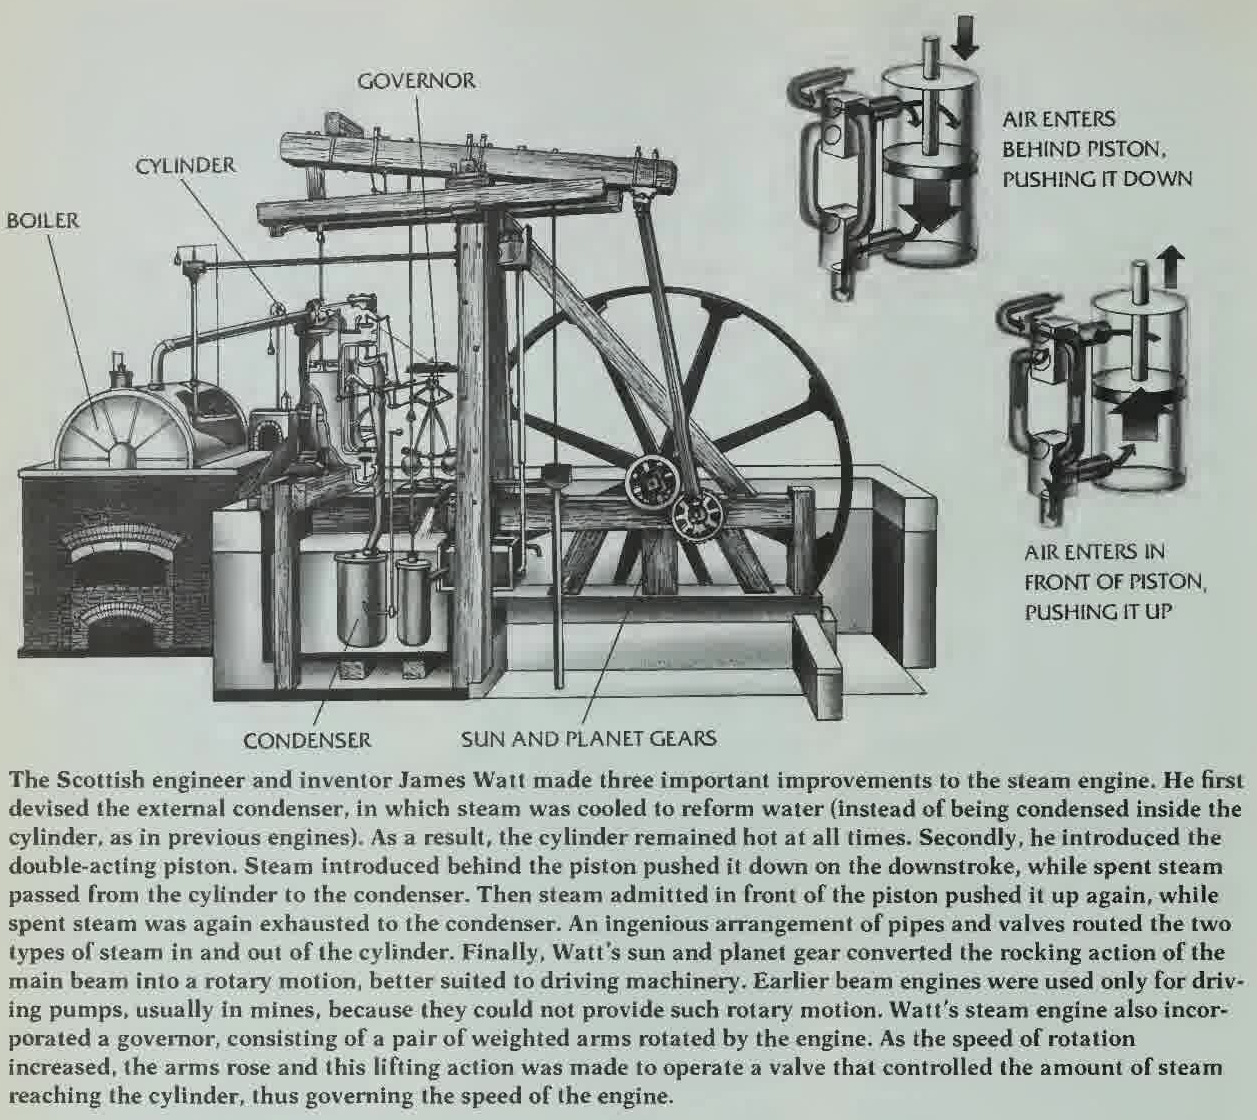 GOVERNOR
CYLINDER
BOILER
AIR ENTERS
BEHIND PISTON,
PUSHING IT DOWN
AIR ENTERS IN
FRONT OF PISTON,
PUSHING IT UP
CONDENSER
SUN AND PLANET GEARS
The Scottish engineer and inventor James Watt made three important improvements to the steam engine. He first
devised the external condenser, in which steam was cooled to reform water (instead of being condensed inside the
cylinder, as in previous engines). As a result, the cylinder remained hot at all times. Secondly, he introduced the
double-acting piston. Steam introduced behind the piston pushed it down on the downstroke, while spent steam
passed from the cylinder to the condenser. Then steam admitted in front of the piston pushed it up again, while
spent steam was again exhausted to the condenser. An ingenious arrangement of pipes and valves routed the two
types of steam in and out of the cylinder. Finally, Watt's sun and planet gear converted the rocking action of the
main beam into a rotary motion, better suited to driving machinery. Earlier beam engines were used only for driv-
ing pumps, usually in mines, because they could not provide such rotary motion. Watt's steam engine also incor-
porated a governor, consisting of a pair of weighted arms rotated by the engine. As the speed of rotation
increased, the arms rose and this lifting action was made to operate a valve that controlled the amount of steam
reaching the cylinder, thus governing the speed of the engine.